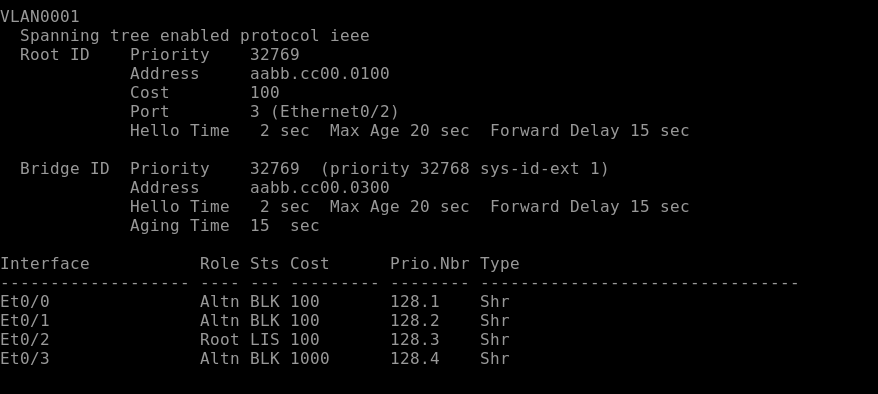 VLAN0001
  Spanning tree enabled protocol ieee
  Root ID    Priority    32769
             Address     aabb.cc00.0100
             Cost        100
             Port        3 (Ethernet0/2)
             Hello Time   2 sec  Max Age 20 sec  Forward Delay 15 sec

  Bridge ID  Priority    32769  (priority 32768 sys-id-ext 1)
             Address     aabb.cc00.0300
             Hello Time   2 sec  Max Age 20 sec  Forward Delay 15 sec
             Aging Time  15  sec

Interface           Role Sts Cost      Prio.Nbr Type
------------------- ---- --- --------- -------- --------------------------------
Et0/0               Altn BLK 100       128.1    Shr
Et0/1               Altn BLK 100       128.2    Shr
Et0/2               Root LIS 100       128.3    Shr
Et0/3               Altn BLK 1000      128.4    Shr